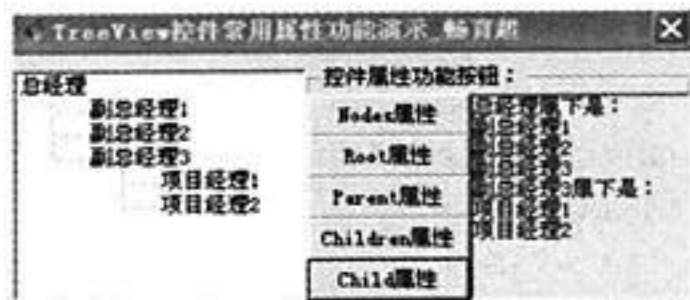 TreeView控件常用属性功能演示_畅育超
总经理
副总经理1
副总经理2
副总经理3
项目经理1
项目经理2
控件属性功能按钮：
Nodes属性
Root属性
Parent属性
Children属性
Child属性
总经理属下是：
副总经理1
副总经理2
副总经理3
副总经理3属下是：
项目经理1
项目经理2